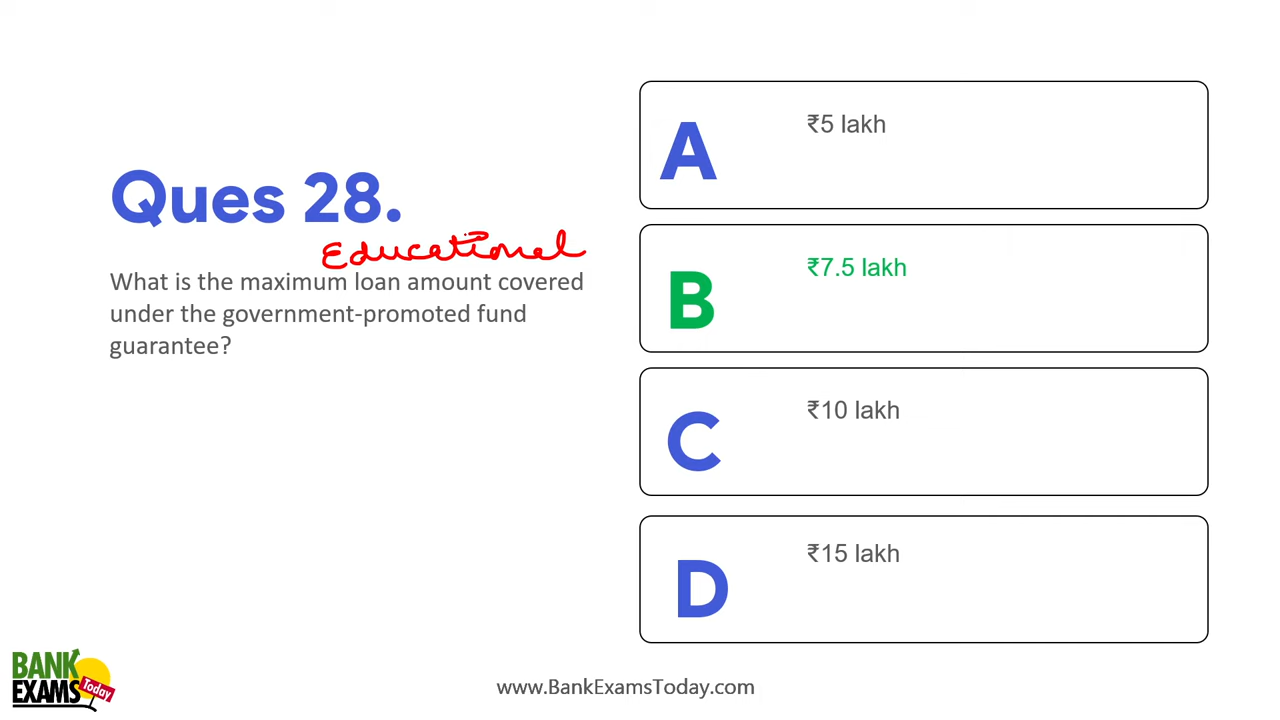 Ques 28.
Educational
What is the maximum loan amount covered
under the government-promoted fund
guarantee?
A
₹5 lakh
B
₹7.5 lakh
C
₹10 lakh
D
₹15 lakh
BANK
EXAMS
Today
www.BankExamsToday.com